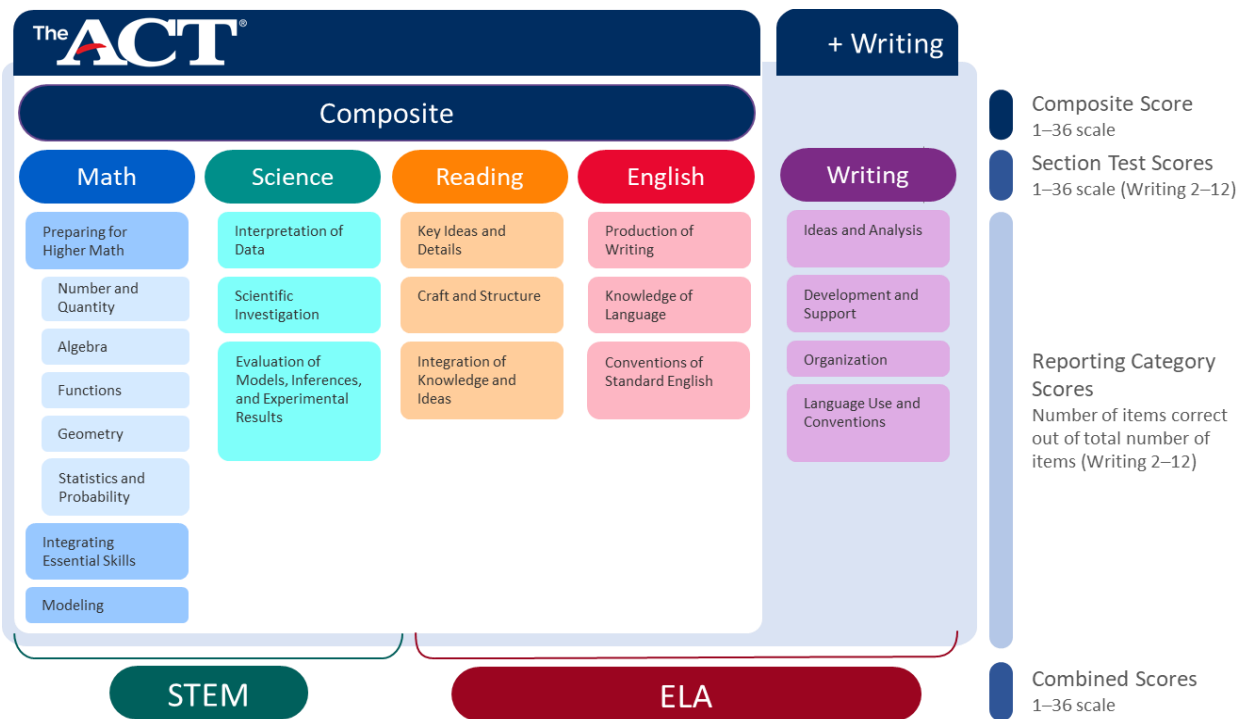 The ACT®
+ Writing
Composite
Composite Score
1–36 scale
Math
Science
Reading
English
Writing
Section Test Scores
1–36 scale (Writing 2–12)
Preparing for
Higher Math
Number and
Quantity
Algebra
Functions
Geometry
Statistics and
Probability
Integrating
Essential Skills
Modeling
Interpretation of
Data
Scientific
Investigation
Evaluation of
Models, Inferences,
and Experimental
Results
Key Ideas and
Details
Craft and Structure
Integration of
Knowledge and
Ideas
Production of
Writing
Knowledge of
Language
Conventions of
Standard English
Ideas and Analysis
Development and
Support
Organization
Language Use and
Conventions
Reporting Category
Scores
Number of items correct
out of total number of
items (Writing 2–12)
STEM
ELA
Combined Scores
1–36 scale